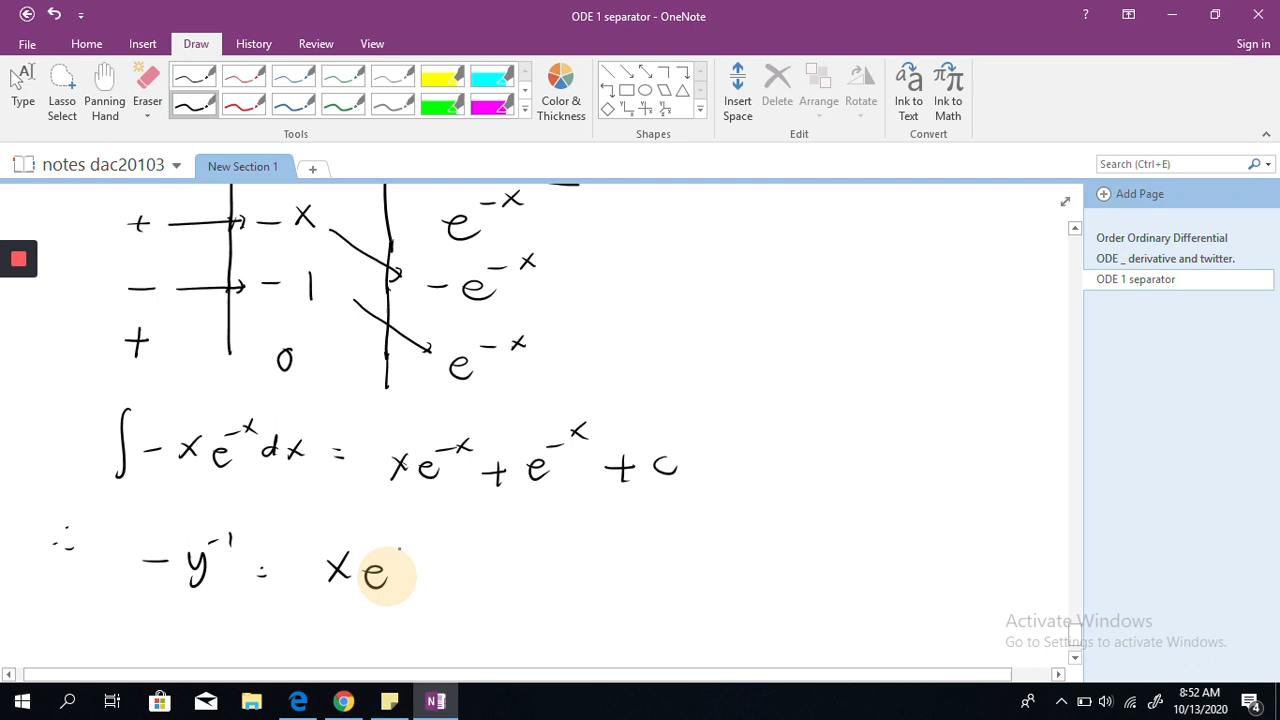 ODE 1 separator - OneNote
?
File Home Insert Draw History Review View Sign in
Type Lasso Select Panning Hand Eraser Color & Thickness Insert Space Delete Arrange Rotate Ink to Text Ink to Math
Tools Shapes Edit Convert
notes dac20103 New Section 1 + Search (Ctrl+E)
Add Page
Order Ordinary Differential
ODE _ derivative and twitter.
ODE 1 separator
+ → - x e^{-x}
- → - 1 - e^{-x}
+ 0 e^{-x}
∫ - x e^{-x} dx = x e^{-x} + e^{-x} + c
∴ - y^{-1} = x e
Activate Windows
Go to Settings to activate Windows.
8:52 AM
10/13/2020
4